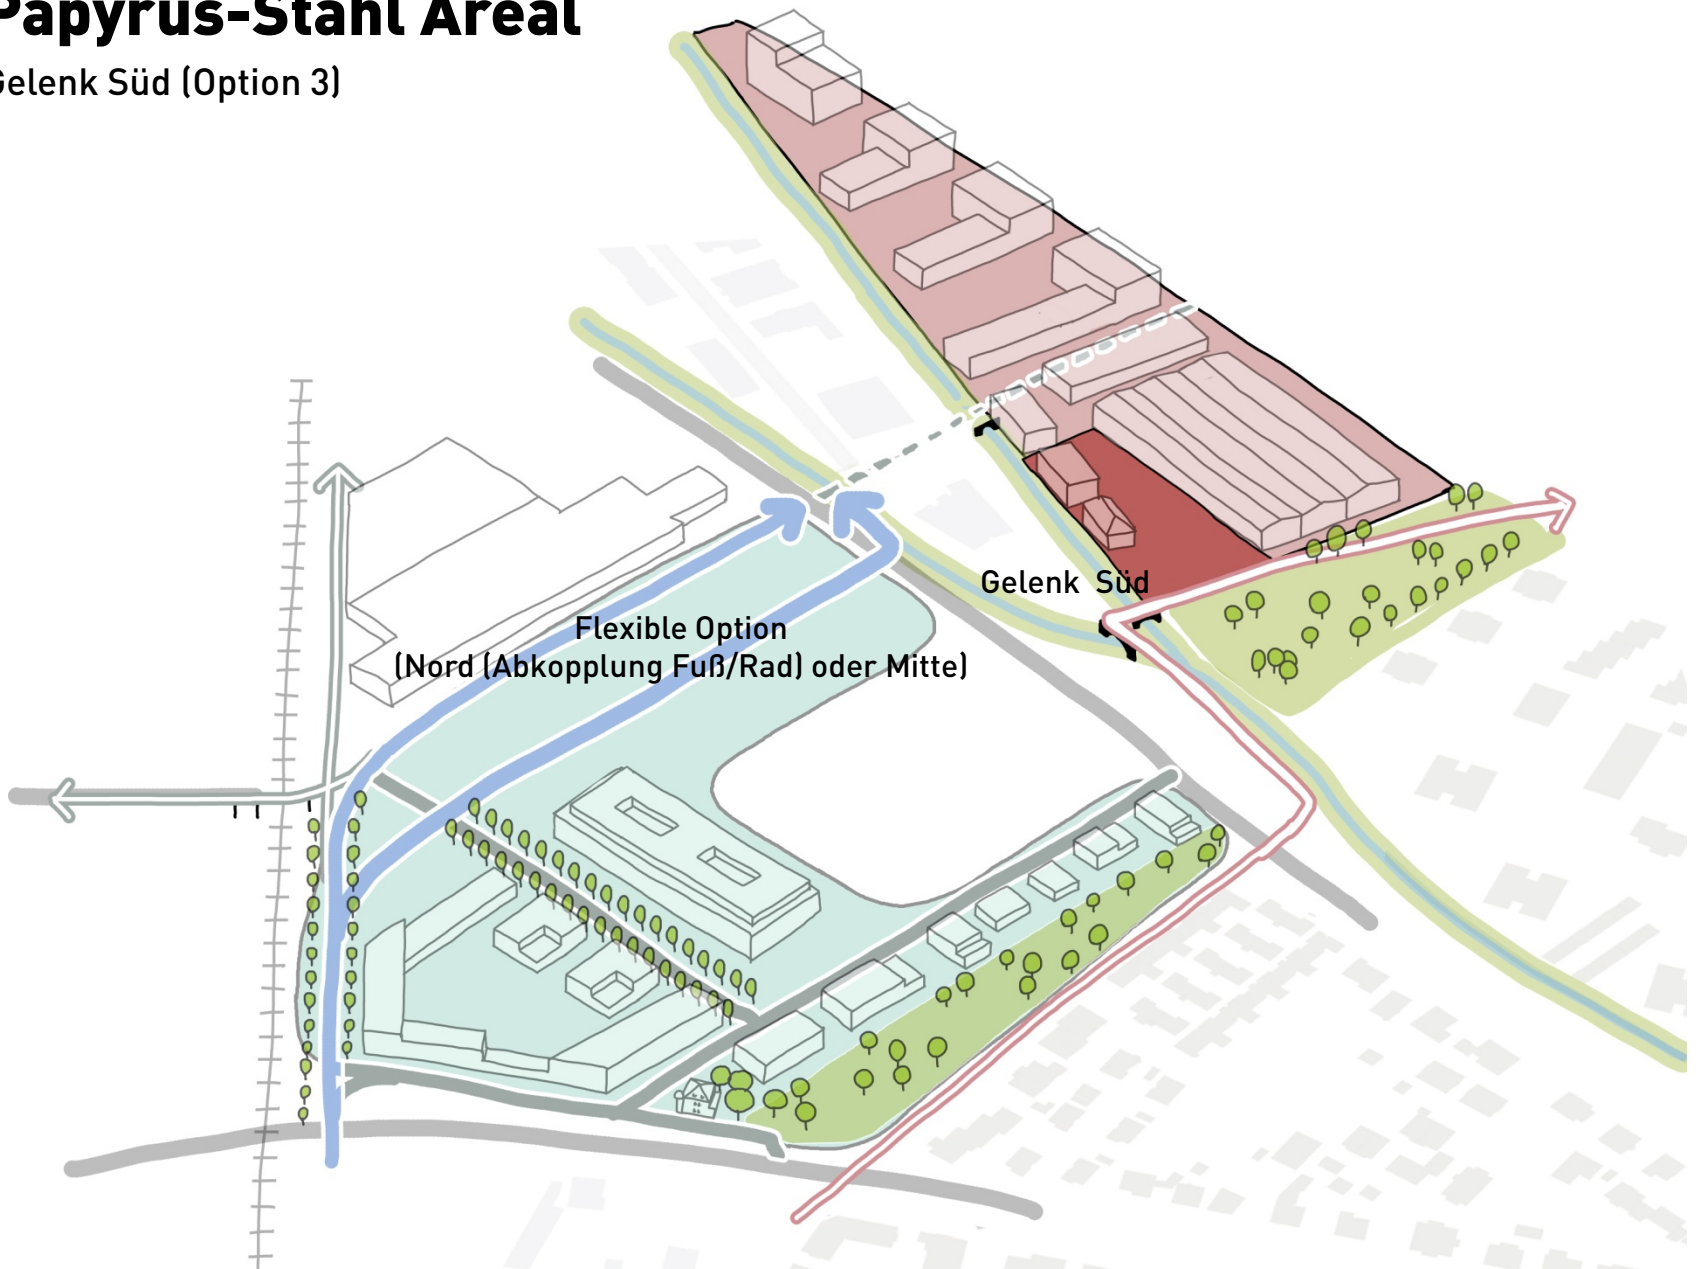 Papyrus-Stahl Areal
Gelenk Süd (Option 3)
Gelenk Süd
Flexible Option
(Nord (Abkopplung Fuß/Rad) oder Mitte)